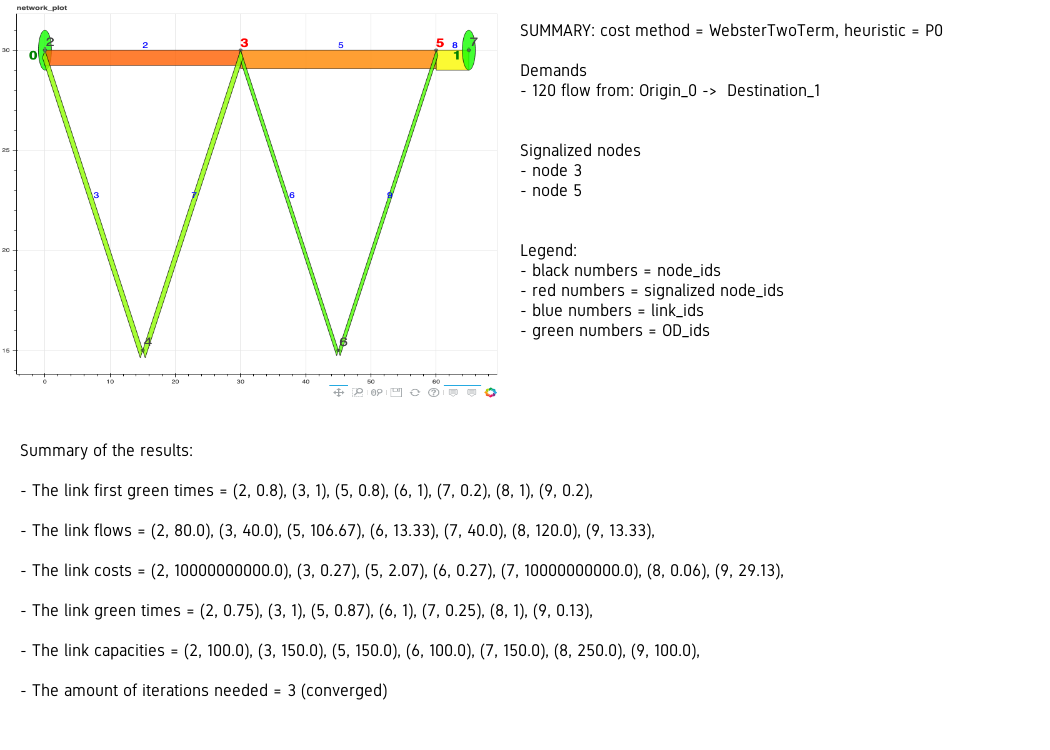 network_plot
30
25
20
15
0
10
20
30
40
50
60
0
2
2
3
5
5
8
1
7
3
7
6
9
4
6
SUMMARY: cost method = WebsterTwoTerm, heuristic = P0
Demands
- 120 flow from: Origin_0 -> Destination_1
Signalized nodes
- node 3
- node 5
Legend:
- black numbers = node_ids
- red numbers = signalized node_ids
- blue numbers = link_ids
- green numbers = OD_ids
Summary of the results:
- The link first green times = (2, 0.8), (3, 1), (5, 0.8), (6, 1), (7, 0.2), (8, 1), (9, 0.2),
- The link flows = (2, 80.0), (3, 40.0), (5, 106.67), (6, 13.33), (7, 40.0), (8, 120.0), (9, 13.33),
- The link costs = (2, 10000000000.0), (3, 0.27), (5, 2.07), (6, 0.27), (7, 10000000000.0), (8, 0.06), (9, 29.13),
- The link green times = (2, 0.75), (3, 1), (5, 0.87), (6, 1), (7, 0.25), (8, 1), (9, 0.13),
- The link capacities = (2, 100.0), (3, 150.0), (5, 150.0), (6, 100.0), (7, 150.0), (8, 250.0), (9, 100.0),
- The amount of iterations needed = 3 (converged)